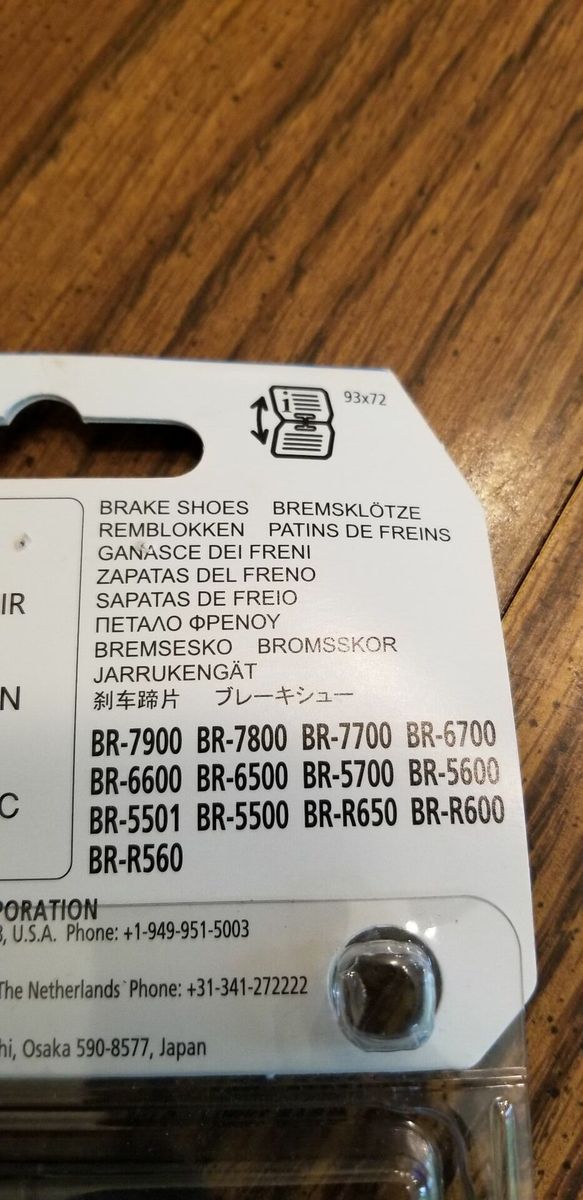 93x72
BRAKE SHOES BREMSKLÖTZE
REMBLOKKEN PATINS DE FREINS
GANASCE DEI FRENI
ZAPATAS DEL FRENO
SAPATAS DE FREIO
ΠΕΤΑΛΟ ΦΡΕΝΟΥ
BREMSESKO BROMSSKOR
JARRUKENGÄT
刹车蹄片 ブレーキシュー
BR-7900 BR-7800 BR-7700 BR-6700
BR-6600 BR-6500 BR-5700 BR-5600
BR-5501 BR-5500 BR-R650 BR-R600
BR-R560
IR
N
C
PORATION
, U.S.A. Phone: +1-949-951-5003
The Netherlands Phone: +31-341-272222
hi, Osaka 590-8577, Japan